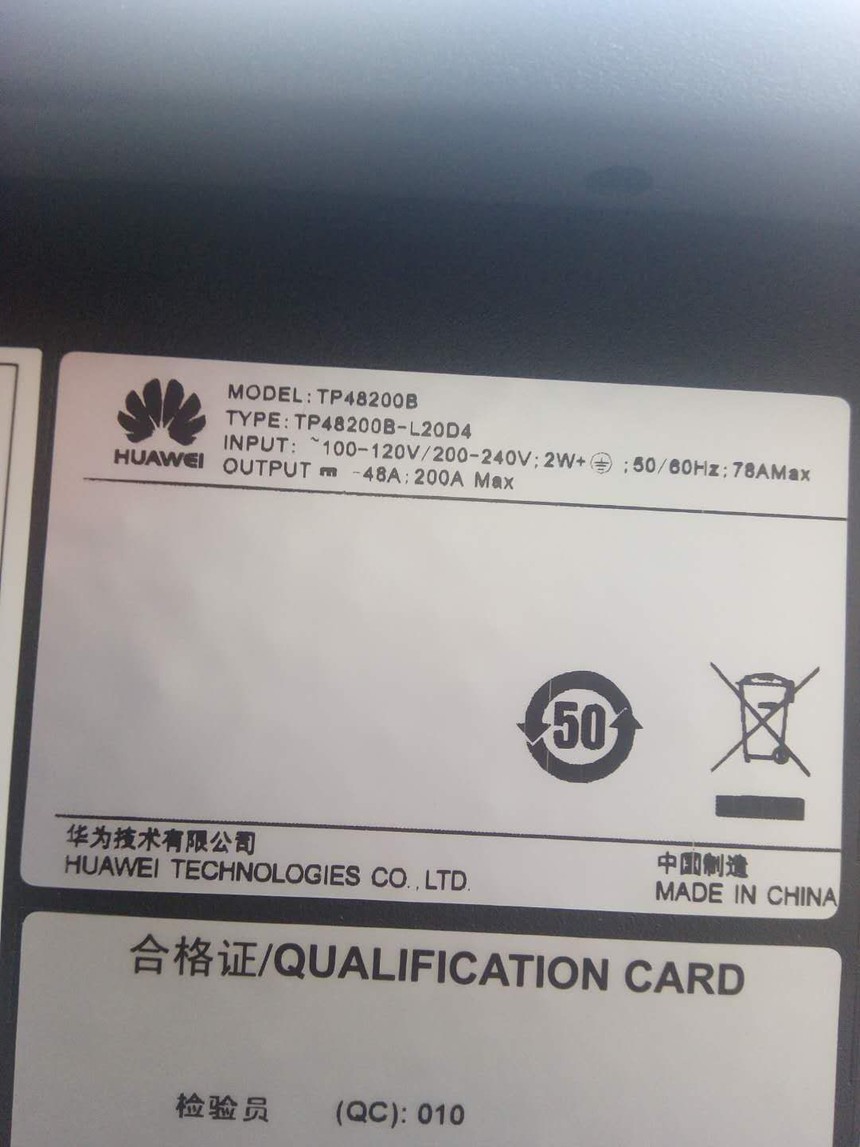 HUAWEI
MODEL: TP48200B
TYPE: TP48200B-L20D4
INPUT: ~100-120V/200-240V; 2W+ ; 50/60Hz; 78AMax
OUTPUT ⎓ -48A; 200A Max
50
华为技术有限公司
HUAWEI TECHNOLOGIES CO.,LTD.
中国制造
MADE IN CHINA
合格证/QUALIFICATION CARD
检验员 (QC): 010